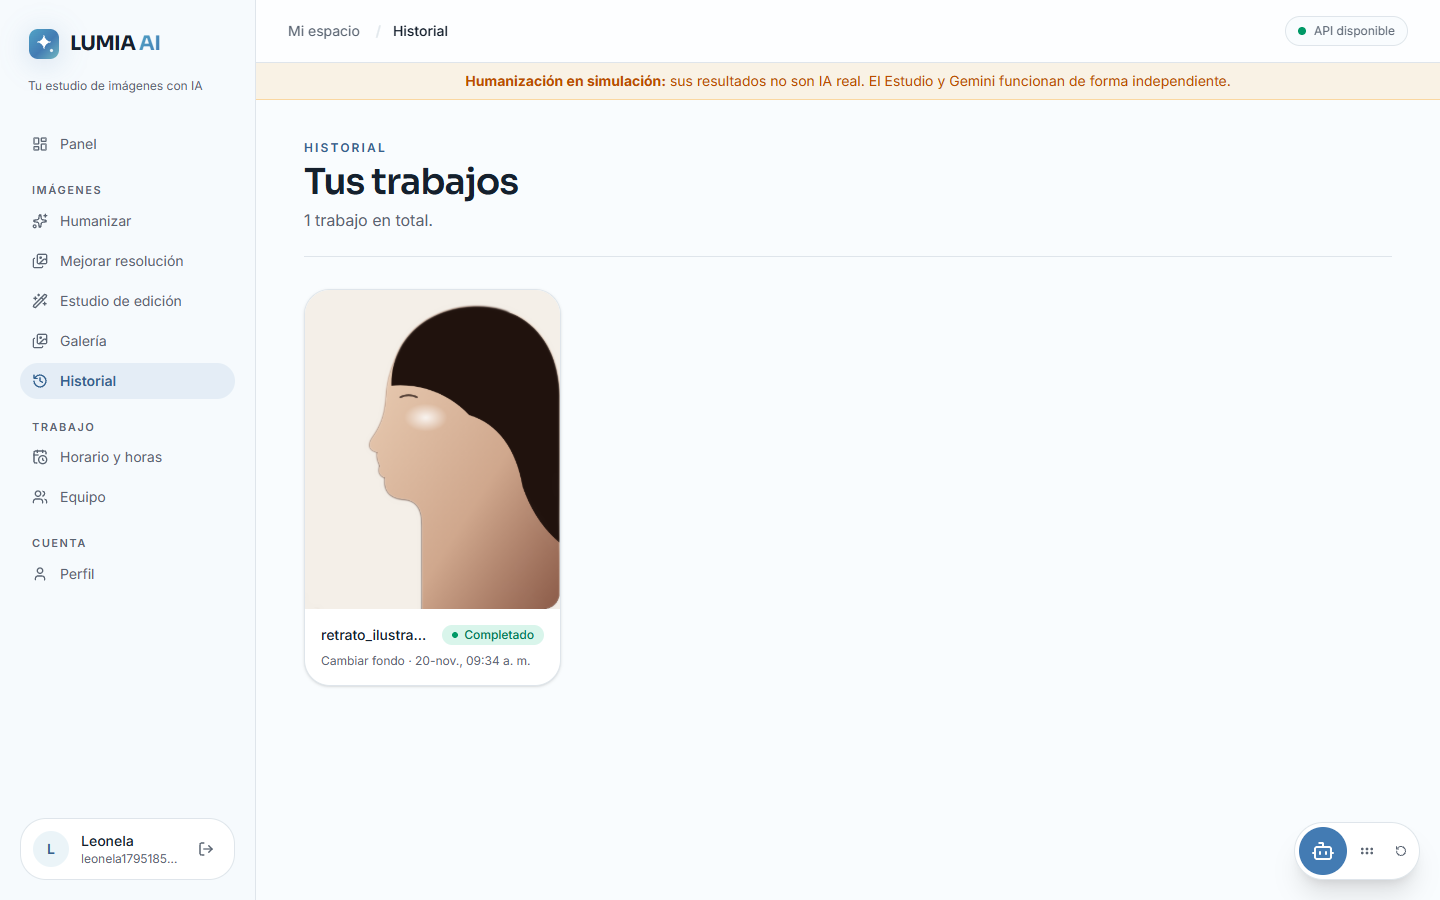 LUMIA AI
Tu estudio de imágenes con IA
Panel
IMÁGENES
Humanizar
Mejorar resolución
Estudio de edición
Galería
Historial
TRABAJO
Horario y horas
Equipo
CUENTA
Perfil
L
Leonela
leonela1795185...
Mi espacio / Historial
API disponible
Humanización en simulación: sus resultados no son IA real. El Estudio y Gemini funcionan de forma independiente.
HISTORIAL
Tus trabajos
1 trabajo en total.
retrato_ilustra...
Completado
Cambiar fondo · 20-nov., 09:34 a. m.